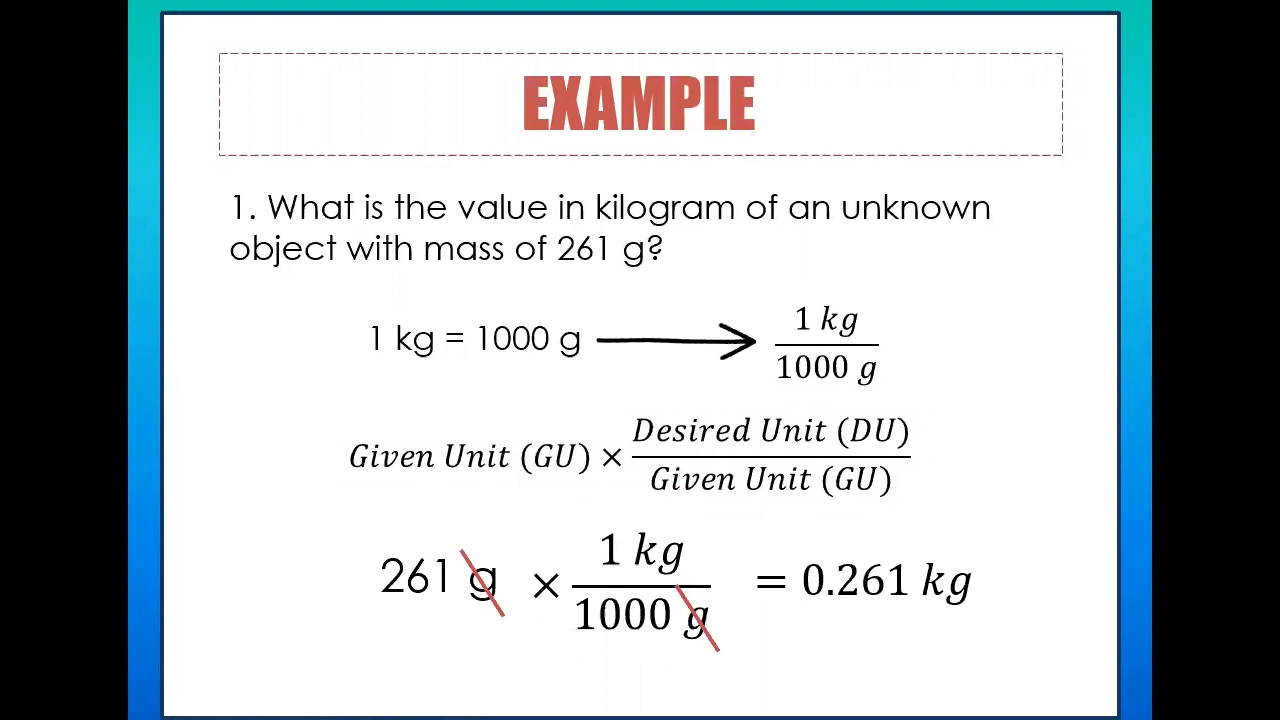 EXAMPLE
1. What is the value in kilogram of an unknown
object with mass of 261 g?
1 kg = 1000 g
1 kg
1000 g
Given Unit (GU) ×
Desired Unit (DU)
Given Unit (GU)
261 g ×
1 kg
1000 g
= 0.261 kg